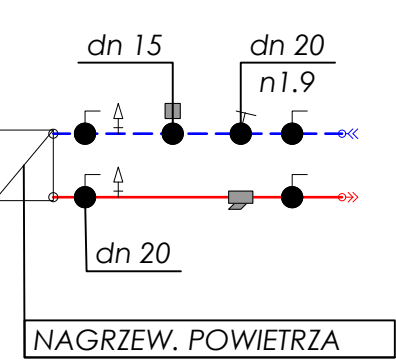 dn 15
dn 20
n1.9
dn 20
NAGRZEW. POWIETRZA